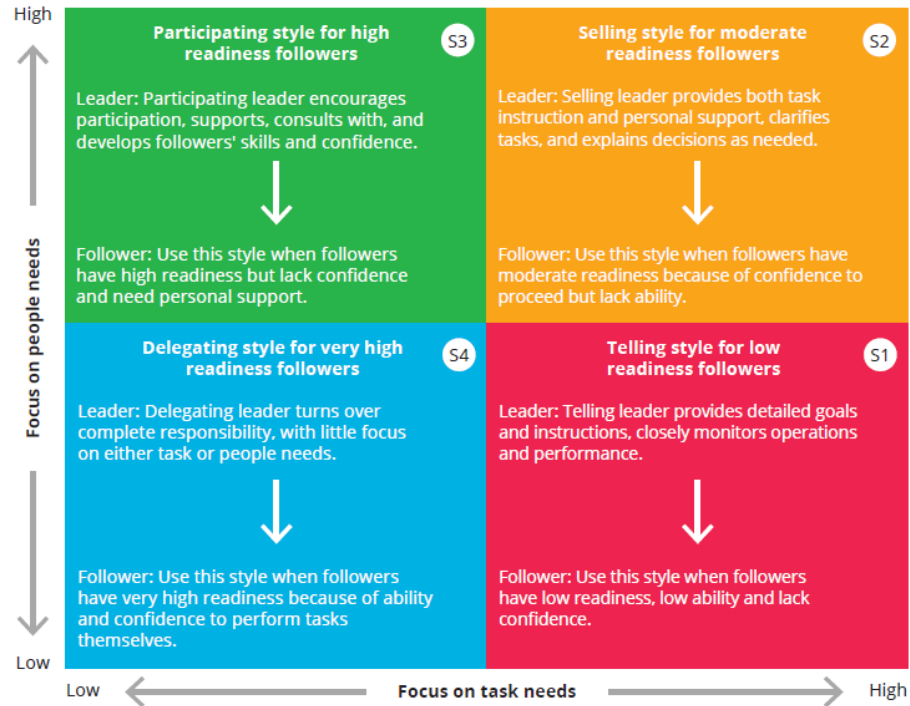 High
Participating style for high
readiness followers
S3
Leader: Participating leader encourages
participation, supports, consults with, and
develops followers' skills and confidence.
Follower: Use this style when followers
have high readiness but lack confidence
and need personal support.
Selling style for moderate
readiness followers
S2
Leader: Selling leader provides both task
instruction and personal support, clarifies
tasks, and explains decisions as needed.
Follower: Use this style when followers have
moderate readiness because of confidence to
proceed but lack ability.
Focus on people needs
Delegating style for very high
readiness followers
S4
Leader: Delegating leader turns over
complete responsibility, with little focus
on either task or people needs.
Follower: Use this style when followers
have very high readiness because of ability
and confidence to perform tasks
themselves.
Telling style for low
readiness followers
S1
Leader: Telling leader provides detailed goals
and instructions, closely monitors operations
and performance.
Follower: Use this style when followers
have low readiness, low ability and lack
confidence.
Low
Low
Focus on task needs
High